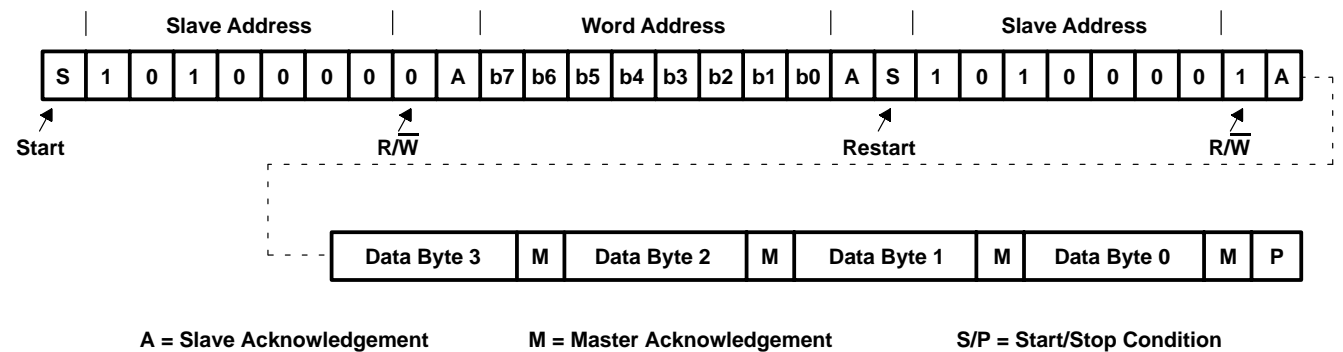 Slave Address Word Address Slave Address
S 1 0 1 0 0 0 0 0 A b7 b6 b5 b4 b3 b2 b1 b0 A S 1 0 1 0 0 0 0 1 A
Start R/W̅ Restart R/W̅
Data Byte 3 M Data Byte 2 M Data Byte 1 M Data Byte 0 M P
A = Slave Acknowledgement M = Master Acknowledgement S/P = Start/Stop Condition